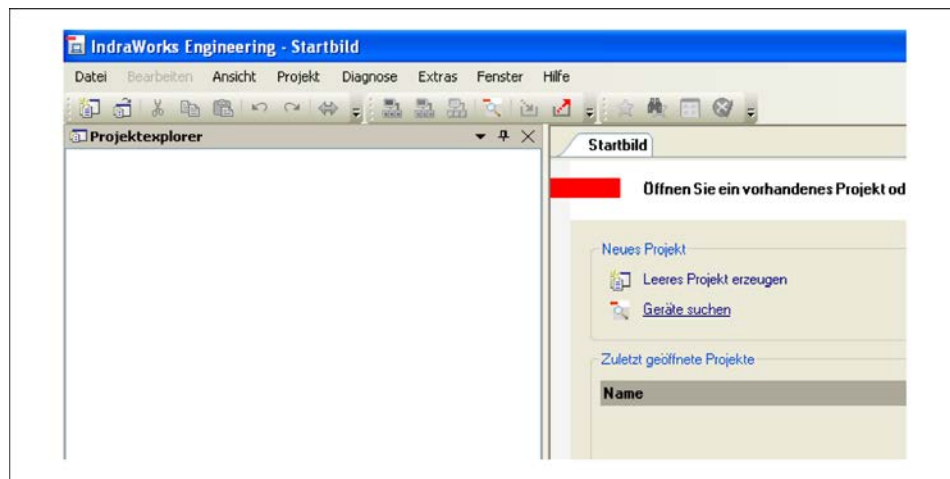 IndraWorks Engineering - Startbild
Datei Bearbeiten Ansicht Projekt Diagnose Extras Fenster Hilfe
Projektexplorer
Startbild
Öffnen Sie ein vorhandenes Projekt od
Neues Projekt
Leeres Projekt erzeugen
Geräte suchen
Zuletzt geöffnete Projekte
Name